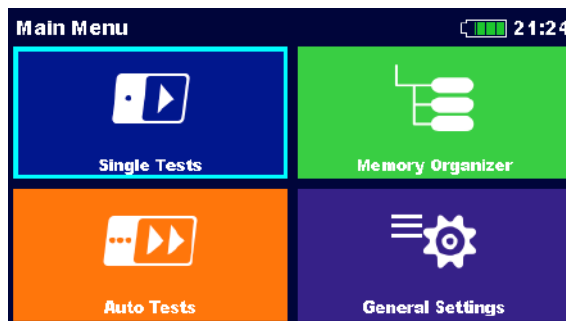 Main Menu
21:24
Single Tests
Memory Organizer
Auto Tests
General Settings